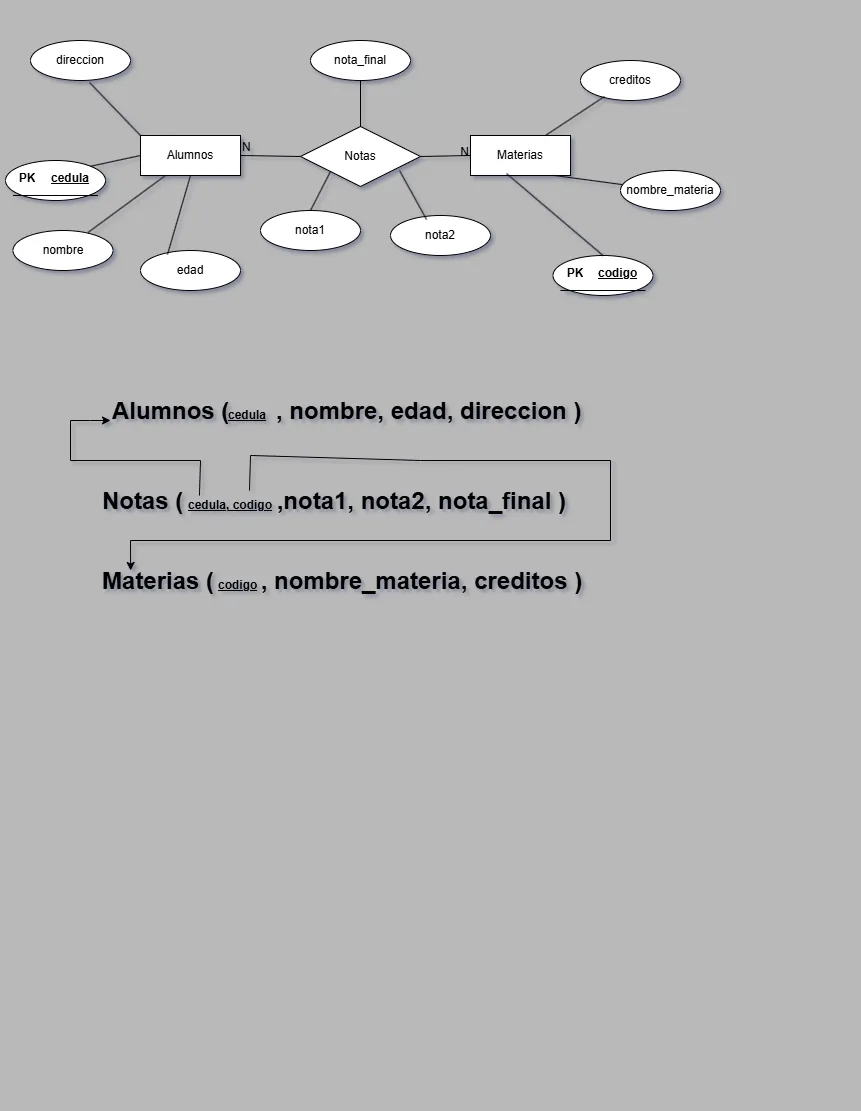 direccion
nota_final
creditos
Alumnos
N
Notas
N
Materias
PK cedula
nombre_materia
nombre
edad
nota1
nota2
PK codigo
Alumnos (cedula , nombre, edad, direccion )
Notas ( cedula, codigo ,nota1, nota2, nota_final )
Materias ( codigo , nombre_materia, creditos )